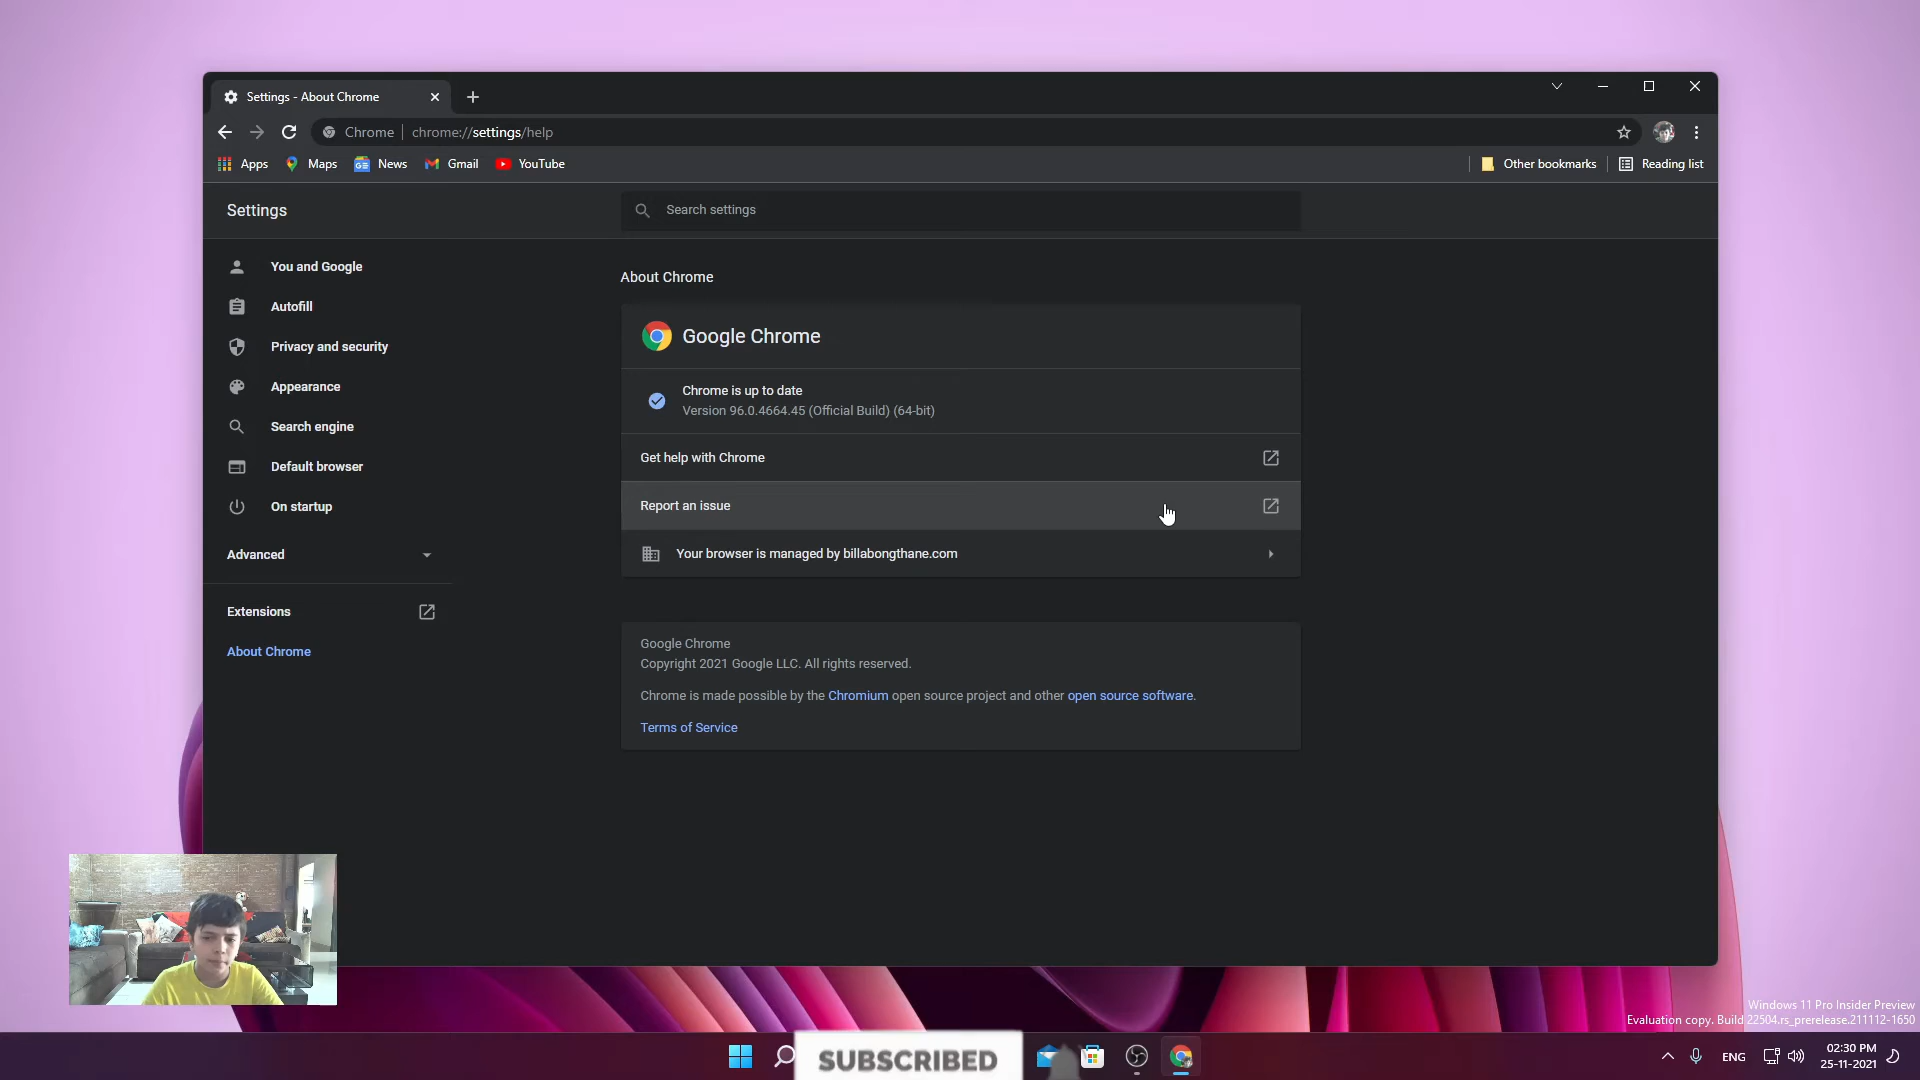 Settings - About Chrome
Chrome | chrome://settings/help
Apps Maps News Gmail YouTube Other bookmarks Reading list
Settings
Search settings
You and Google
Autofill
Privacy and security
Appearance
Search engine
Default browser
On startup
Advanced
Extensions
About Chrome
About Chrome
Google Chrome
Chrome is up to date
Version 96.0.4664.45 (Official Build) (64-bit)
Get help with Chrome
Report an issue
Your browser is managed by billabongthane.com
Google Chrome
Copyright 2021 Google LLC. All rights reserved.
Chrome is made possible by the Chromium open source project and other open source software.
Terms of Service
Windows 11 Pro Insider Preview
Evaluation copy. Build 22504.rs_prerelease.211112-1650
SUBSCRIBED
ENG
02:30 PM
25-11-2021